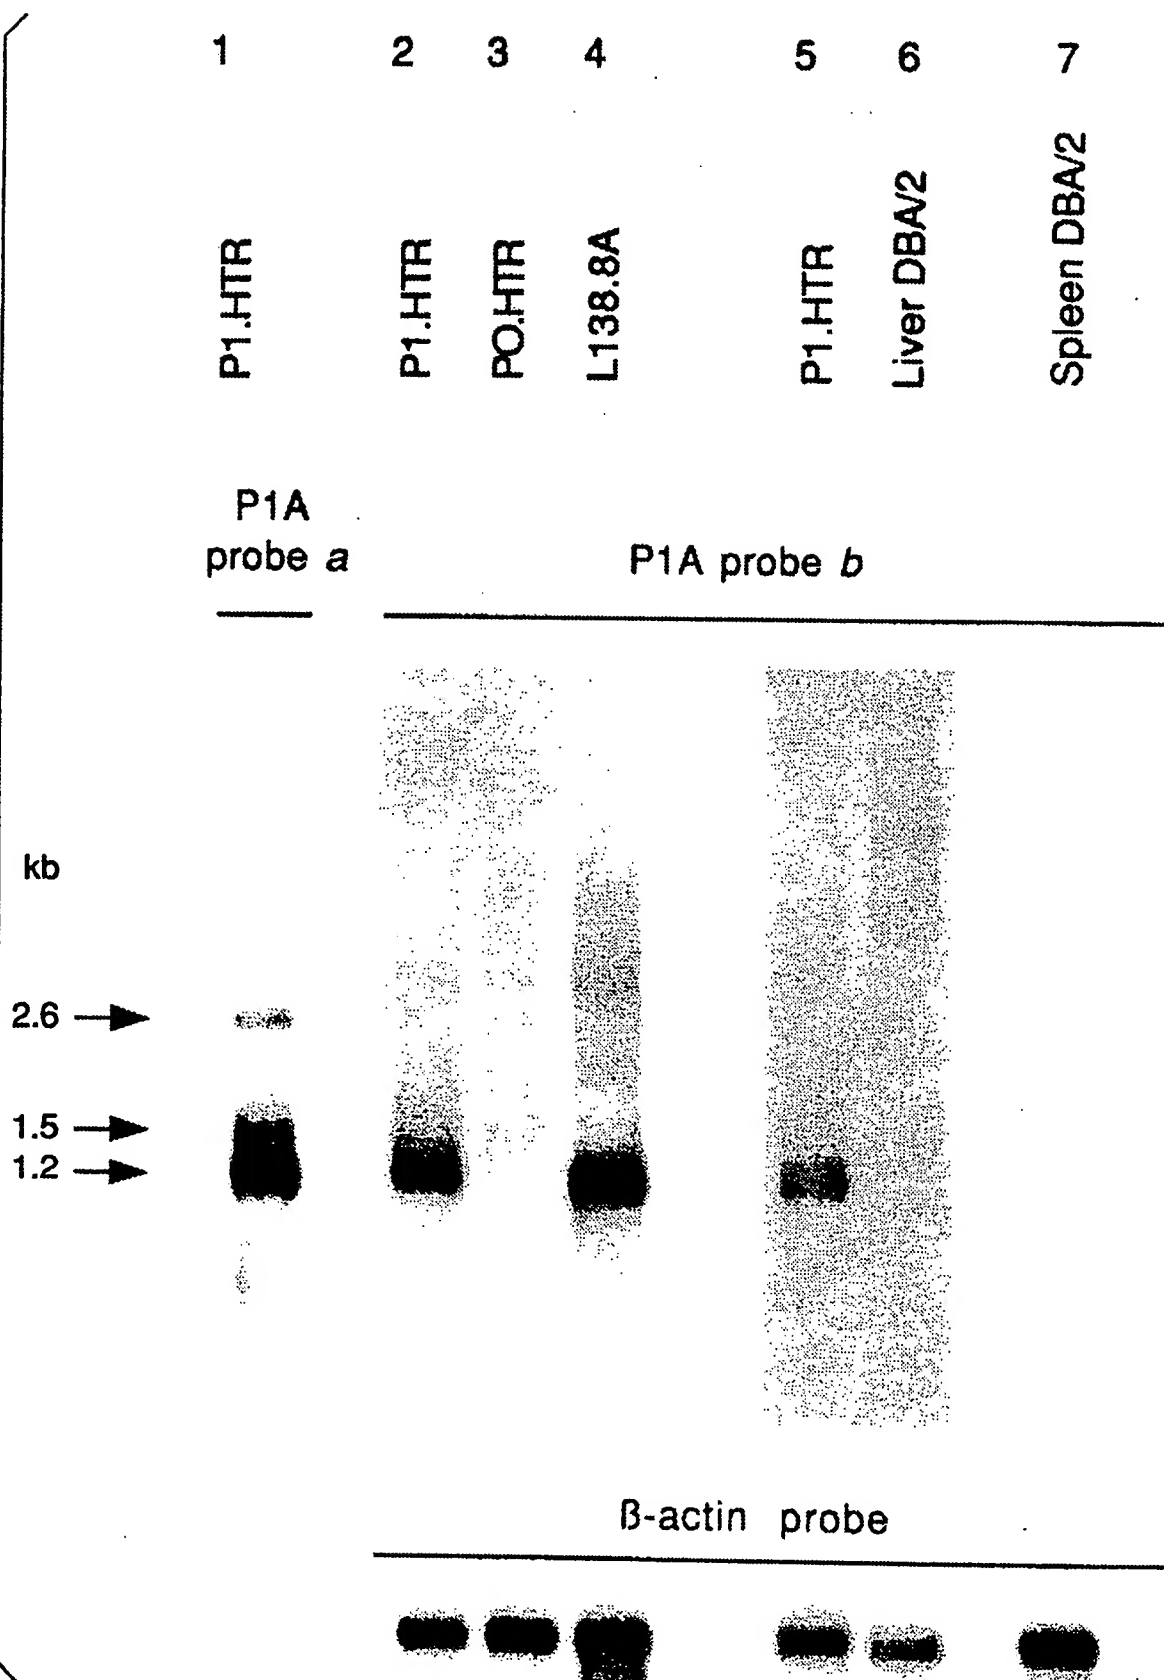 1 2 3 4 5 6 7
P1.HTR P1.HTR PO.HTR L138.8A P1.HTR Liver DBA/2 Spleen DBA/2
P1A
probe a
P1A probe b
kb
2.6
1.5
1.2
ß-actin probe